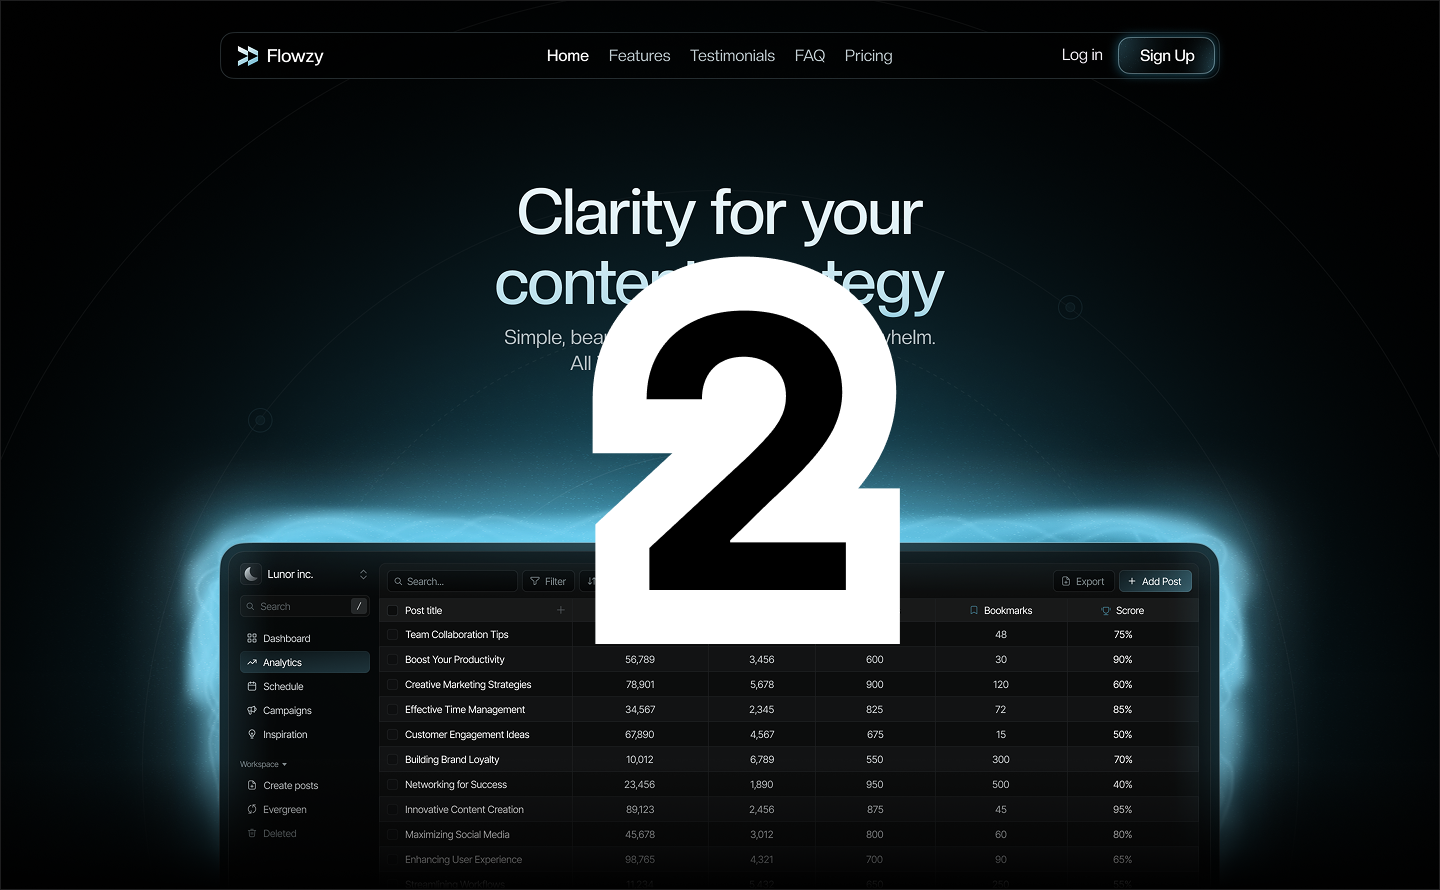 Flowzy
Home Features Testimonials FAQ Pricing
Log in Sign Up
Clarity for your
2
Simple,
All
Lunor inc.
Search /
Dashboard
Analytics
Schedule
Campaigns
Inspiration
Workspace
Create posts
Evergreen
Deleted
Search... Filter Export + Add Post
Post title + Bookmarks Scrore
Team Collaboration Tips 48 75%
Boost Your Productivity 56,789 3,456 600 30 90%
Creative Marketing Strategies 78,901 5,678 900 120 60%
Effective Time Management 34,567 2,345 825 72 85%
Customer Engagement Ideas 67,890 4,567 675 15 50%
Building Brand Loyalty 10,012 6,789 550 300 70%
Networking for Success 23,456 1,890 950 500 40%
Innovative Content Creation 89,123 2,456 875 45 95%
Maximizing Social Media 45,678 3,012 800 60 80%
Enhancing User Experience 98,765 4,321 700 90 65%